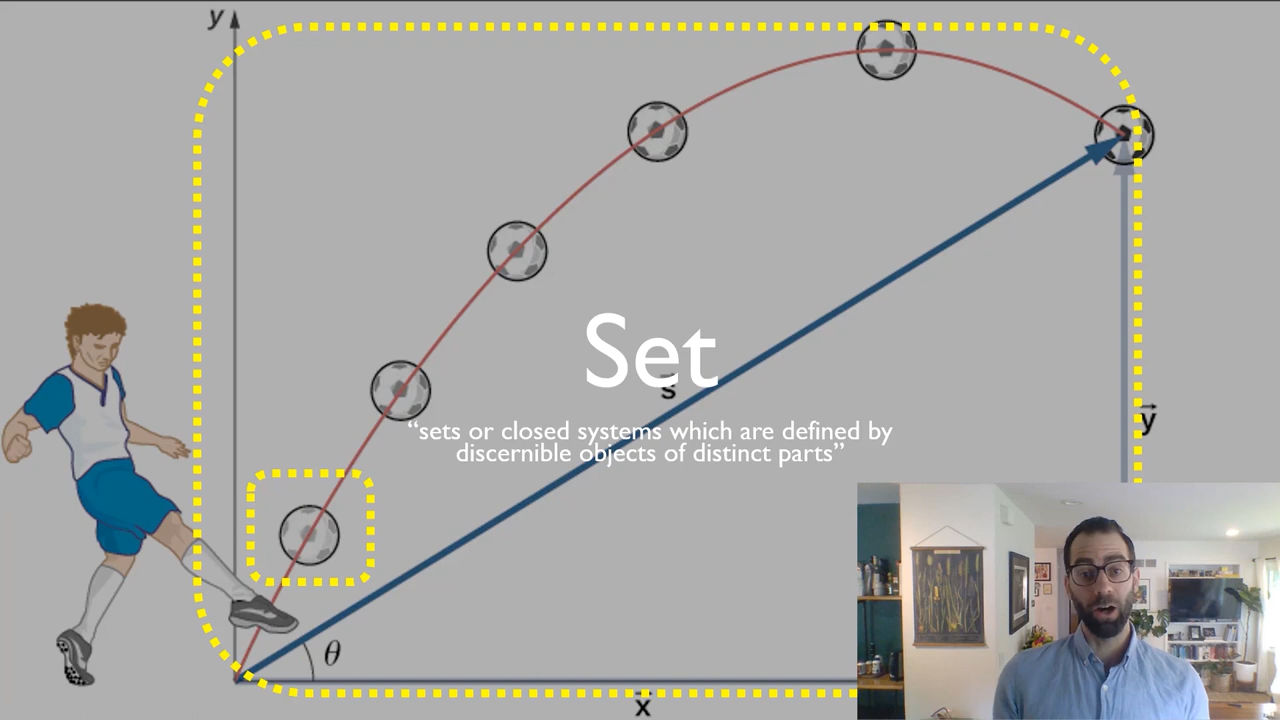 y
Set
s
“sets or closed systems which are defined by
discernible objects of distinct parts”
y
θ
x